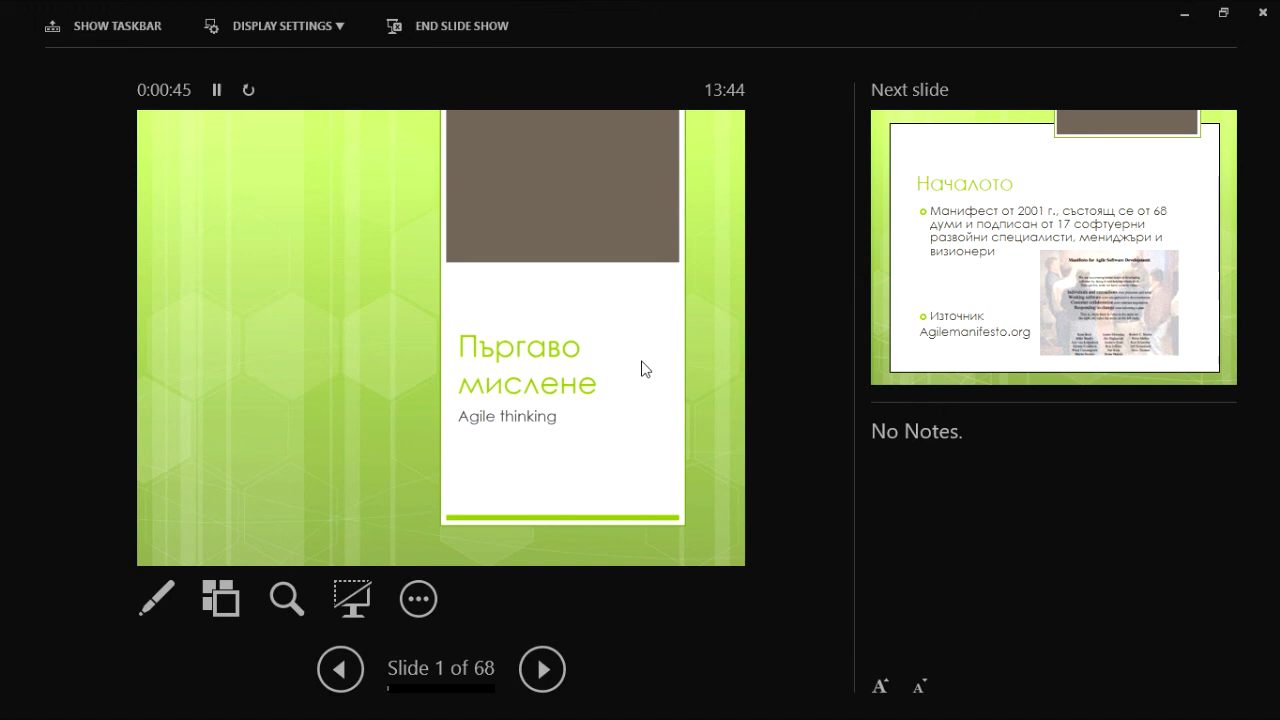 SHOW TASKBAR
DISPLAY SETTINGS ▼
END SLIDE SHOW
0:00:45
13:44
Пъргаво
мислене
Agile thinking
Slide 1 of 68
Next slide
Началото
Манифест от 2001 г., състоящ се от 68
думи и подписан от 17 софтуерни
развойни специалисти, мениджъри и
визионери
Manifesto for Agile Software Development
Източник
Agilemanifesto.org
No Notes.
A A